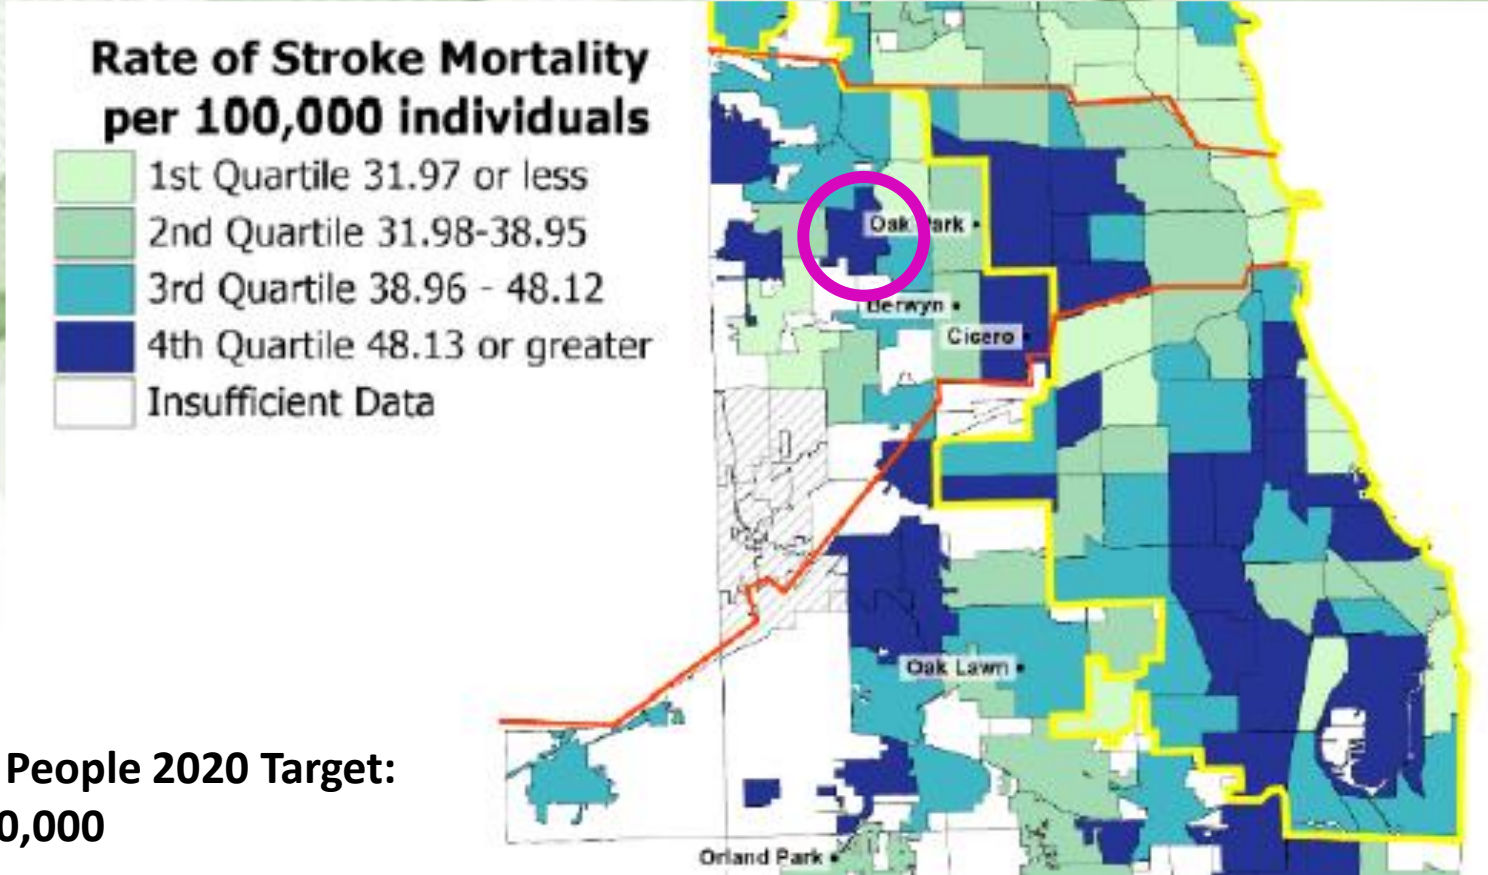 Rate of Stroke Mortality
per 100,000 individuals
1st Quartile 31.97 or less
2nd Quartile 31.98-38.95
3rd Quartile 38.96 - 48.12
4th Quartile 48.13 or greater
Insufficient Data
Oak Park
Berwyn
Cicero
Oak Lawn
People 2020 Target:
0,000
Orland Park